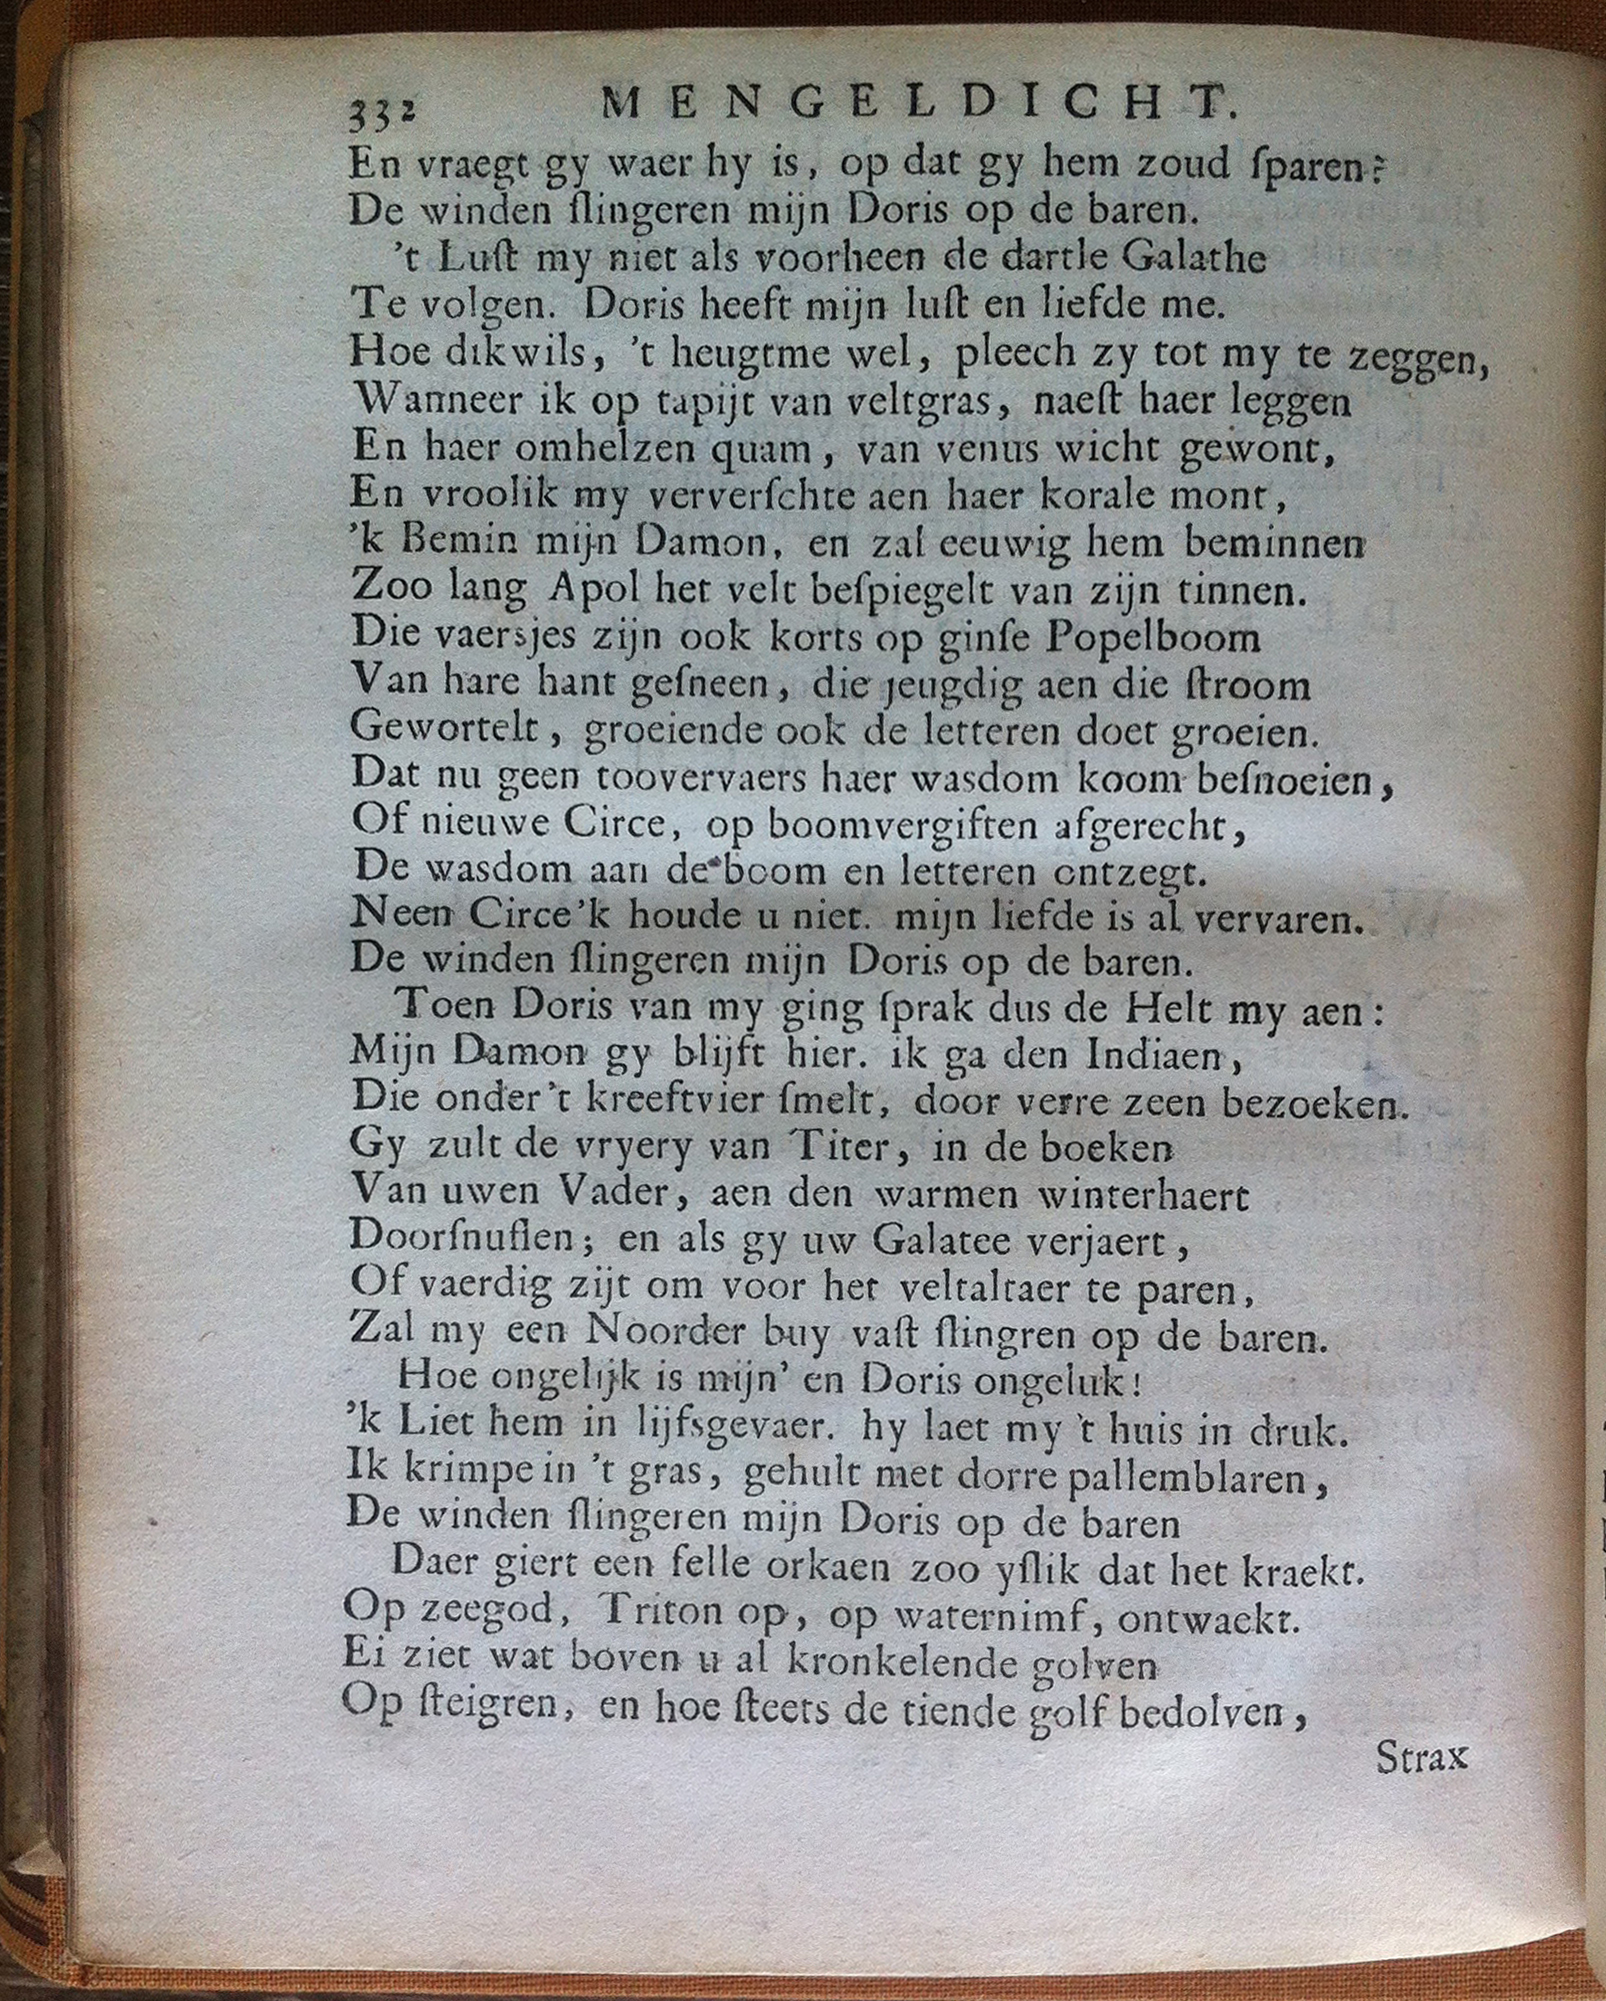 332 MENGELDICHT.
En vraegt gy waer hy is, op dat gy hem zoud ſparen?
De winden ſlingeren mijn Doris op de baren.
't Luſt my niet als voorheen de dartle Galathe
Te volgen. Doris heeft mijn luſt en liefde me.
Hoe dikwils, 't heugtme wel, pleech zy tot my te zeggen,
Wanneer ik op tapijt van veltgras, naeſt haer leggen
En haer omhelzen quam, van venus wicht gewont,
En vroolik my ververſchte aen haer korale mont,
'k Bemin mijn Damon, en zal eeuwig hem beminnen
Zoo lang Apol het velt beſpiegelt van zijn tinnen.
Die vaersjes zijn ook korts op ginſe Popelboom
Van hare hant geſneen, die jeugdig aen die ſtroom
Gewortelt, groeiende ook de letteren doet groeien.
Dat nu geen toovervaers haer wasdom koom beſnoeien,
Of nieuwe Circe, op boomvergiften afgerecht,
De wasdom aan de boom en letteren ontzegt.
Neen Circe 'k houde u niet. mijn liefde is al vervaren.
De winden ſlingeren mijn Doris op de baren.
Toen Doris van my ging ſprak dus de Helt my aen:
Mijn Damon gy blijft hier. ik ga den Indiaen,
Die onder 't kreeftvier ſmelt, door verre zeen bezoeken.
Gy zult de vryery van Titer, in de boeken
Van uwen Vader, aen den warmen winterhaert
Doorſnuflen; en als gy uw Galatee verjaert,
Of vaerdig zijt om voor het veltaltaer te paren,
Zal my een Noorder buy vaſt ſlingren op de baren.
Hoe ongelijk is mijn' en Doris ongeluk!
'k Liet hem in lijfsgevaer. hy laet my 't huis in druk.
Ik krimpe in 't gras, gehult met dorre pallemblaren,
De winden ſlingeren mijn Doris op de baren
Daer giert een felle orkaen zoo yſlik dat het kraekt.
Op zeegod, Triton op, op waternimf, ontwaekt.
Ei ziet wat boven u al kronkelende golven
Op ſteigren, en hoe ſteets de tiende golf bedolven,
Strax